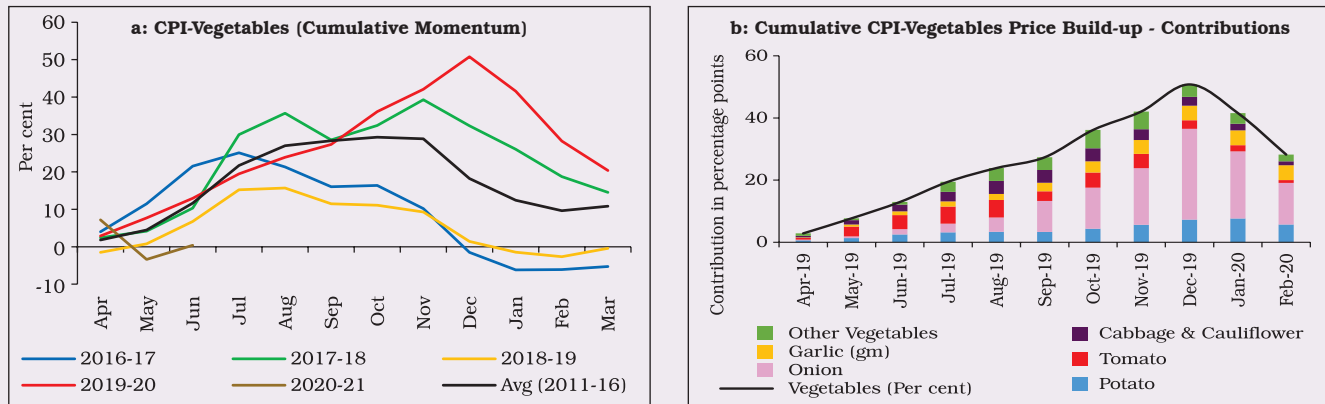 a: CPI-Vegetables (Cumulative Momentum)
Per cent
60
50
40
30
20
10
0
-10
Apr
May
Jun
Jul
Aug
Sep
Oct
Nov
Dec
Jan
Feb
Mar
2016-17
2017-18
2018-19
2019-20
2020-21
Avg (2011-16)
b: Cumulative CPI-Vegetables Price Build-up - Contributions
Contribution in percentage points
60
40
20
0
Apr-19
May-19
Jun-19
Jul-19
Aug-19
Sep-19
Oct-19
Nov-19
Dec-19
Jan-20
Feb-20
Other Vegetables
Cabbage & Cauliflower
Garlic (gm)
Tomato
Onion
Potato
Vegetables (Per cent)